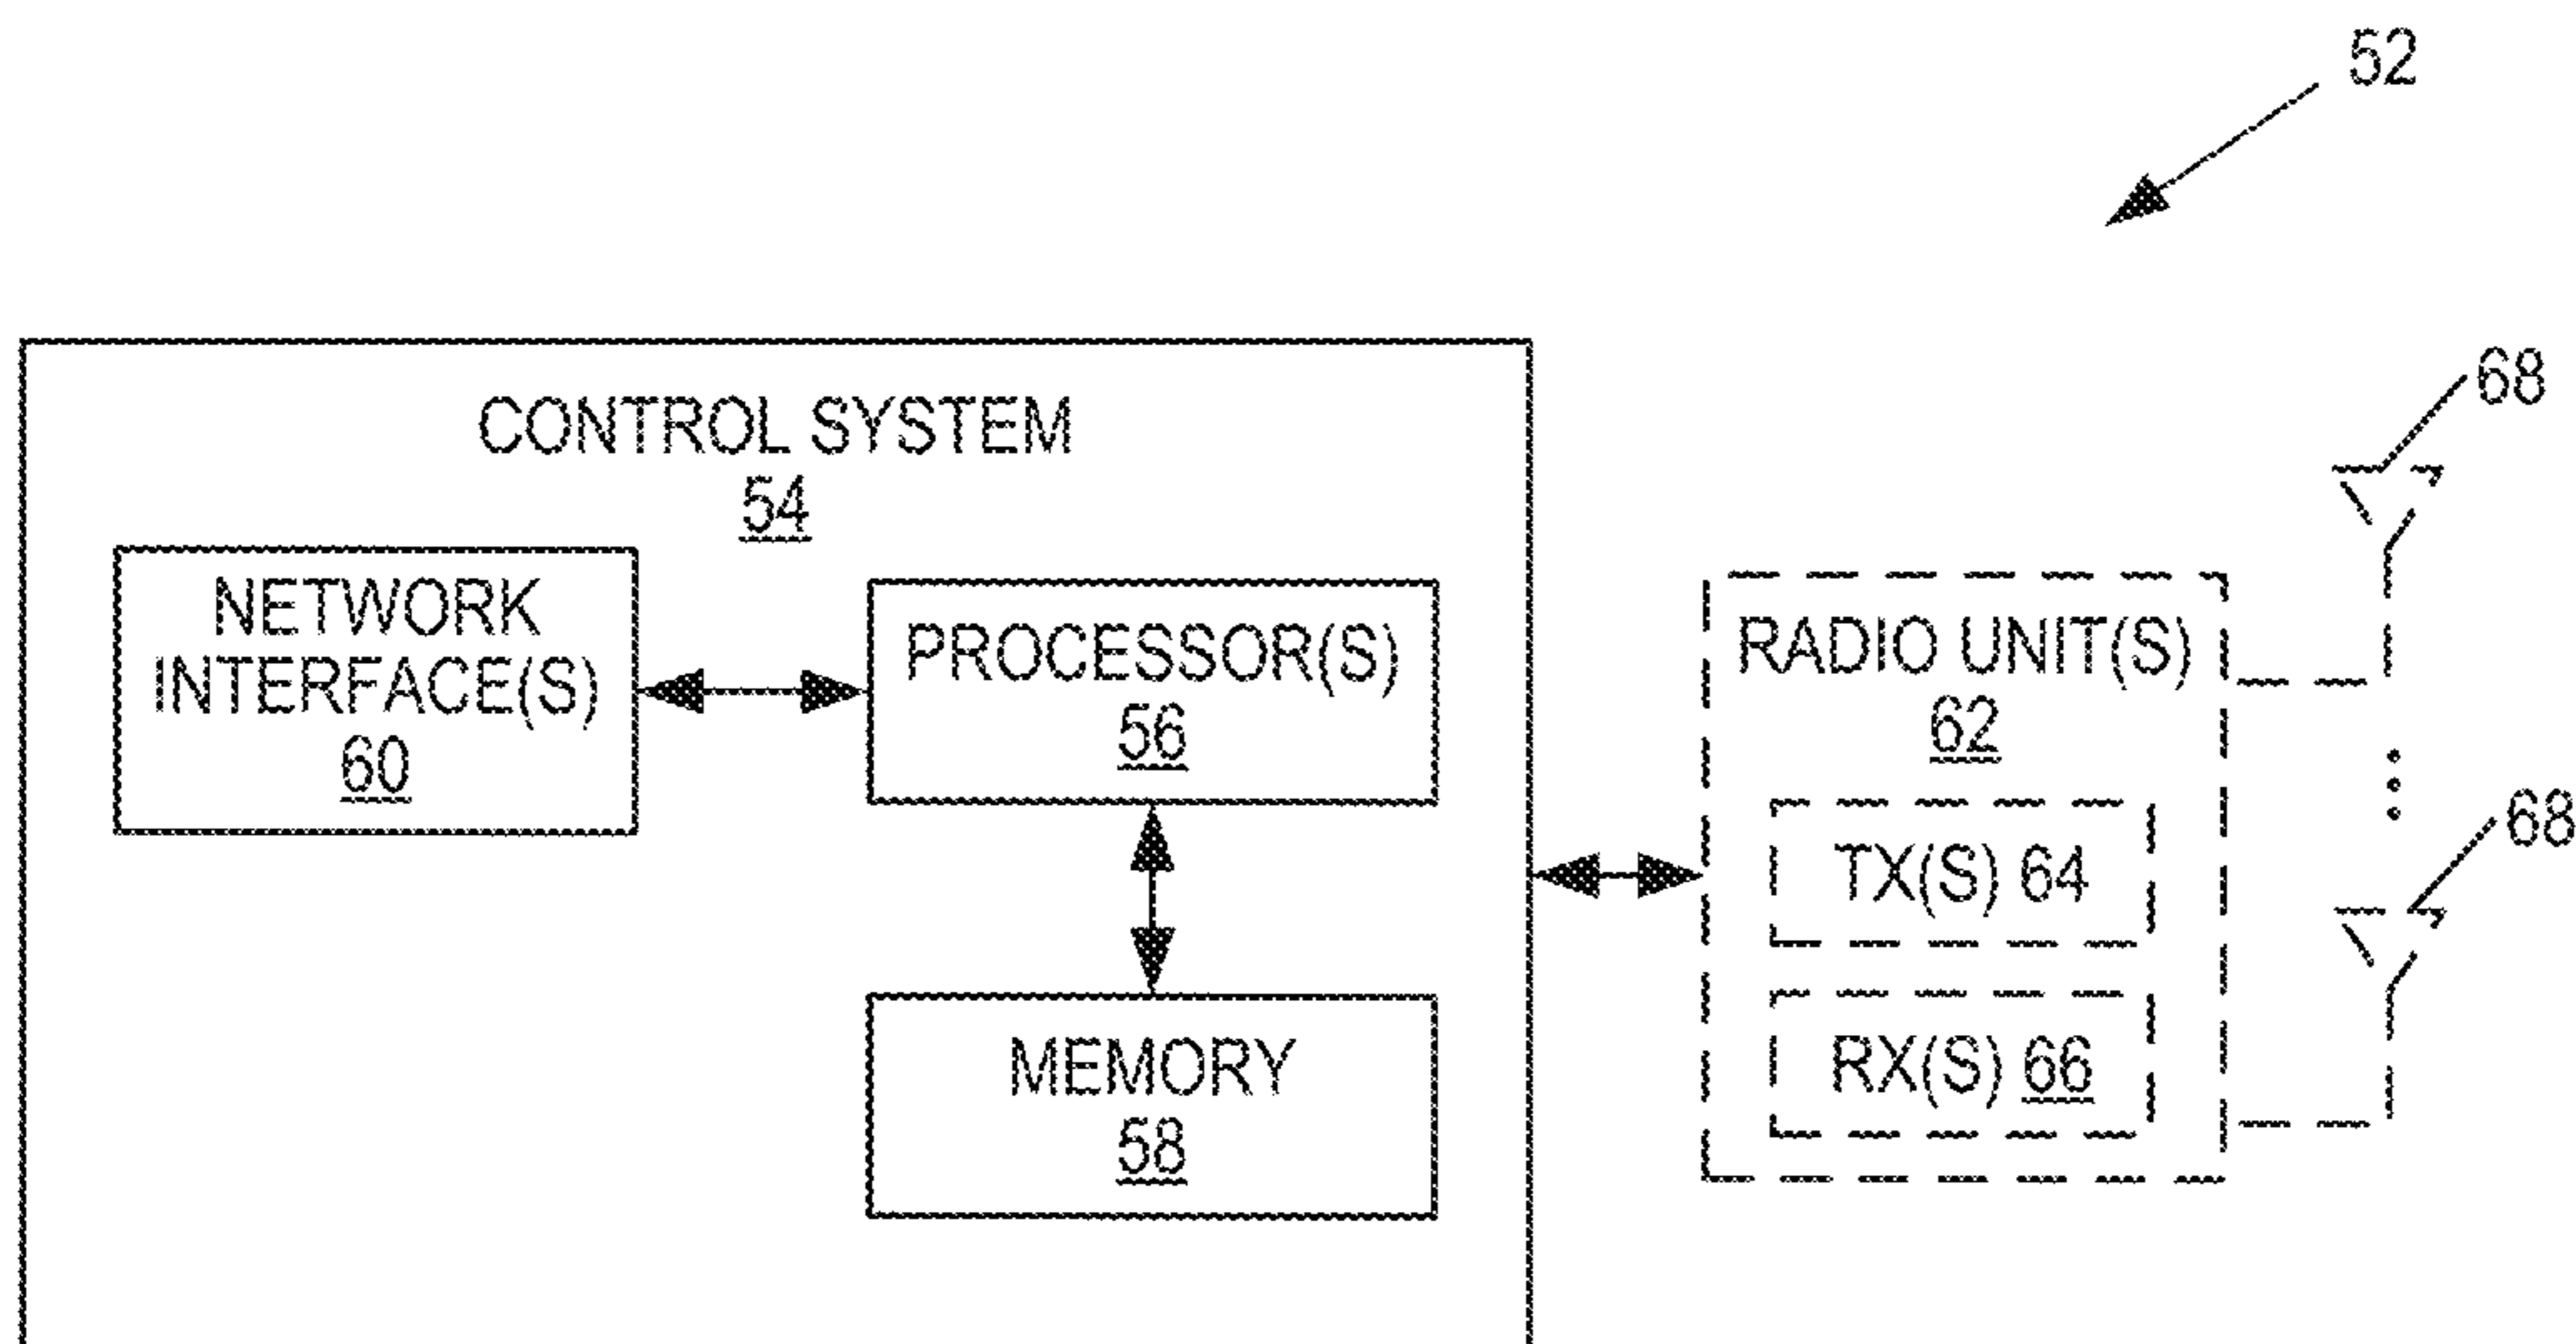 52
CONTROL SYSTEM
54
NETWORK
INTERFACE(S)
60
PROCESSOR(S)
56
MEMORY
58
RADIO UNIT(S)
62
TX(S) 64
RX(S) 66
68
68